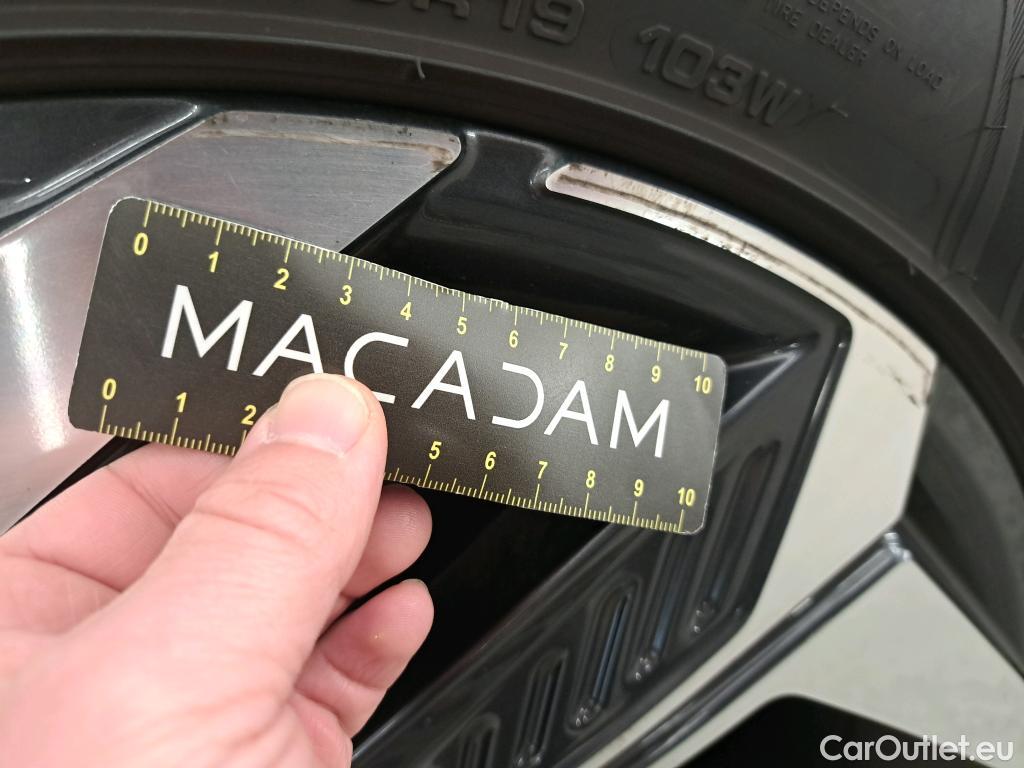 R 19
103W
DEPENDS ON LOAD
TIRE DEALER
0 1 2 3 4 5 6 7 8 9 10
MACADAM
0 1 2 5 6 7 8 9 10
CarOutlet.eu